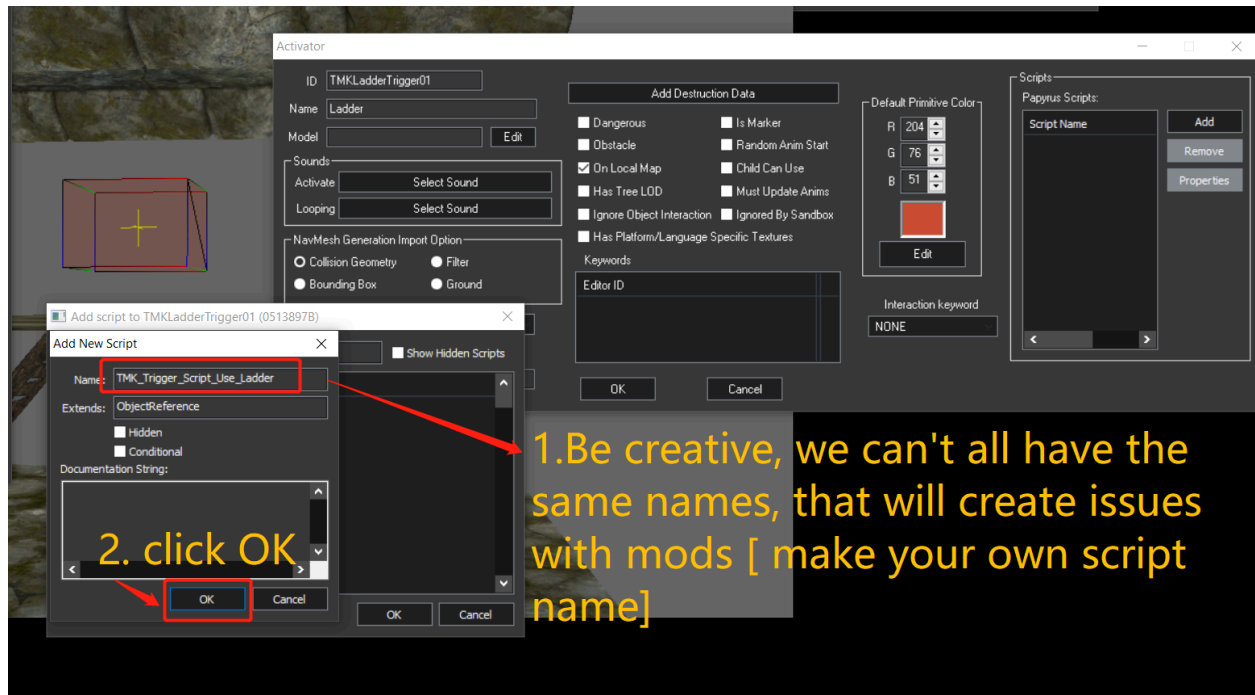 Activator
ID TMKLadderTrigger01
Name Ladder
Model Edit
Sounds
Activate Select Sound
Looping Select Sound
NavMesh Generation Import Option
Collision Geometry Filter
Bounding Box Ground
Add Destruction Data
Dangerous Is Marker
Obstacle Random Anim Start
On Local Map Child Can Use
Has Tree LOD Must Update Anims
Ignore Object Interaction Ignored By Sandbox
Has Platform/Language Specific Textures
Keywords
Editor ID
OK Cancel
Default Primitive Color
R 204
G 76
B 51
Edit
Interaction keyword
NONE
Scripts
Papyrus Scripts:
Script Name
Add
Remove
Properties
Add script to TMKLadderTrigger01 (0513897B)
Show Hidden Scripts
OK Cancel
Add New Script
Name: TMK_Trigger_Script_Use_Ladder
Extends: ObjectReference
Hidden
Conditional
Documentation String:
2. click OK
OK Cancel
1.Be creative, we can't all have the
same names, that will create issues
with mods [ make your own script
name]